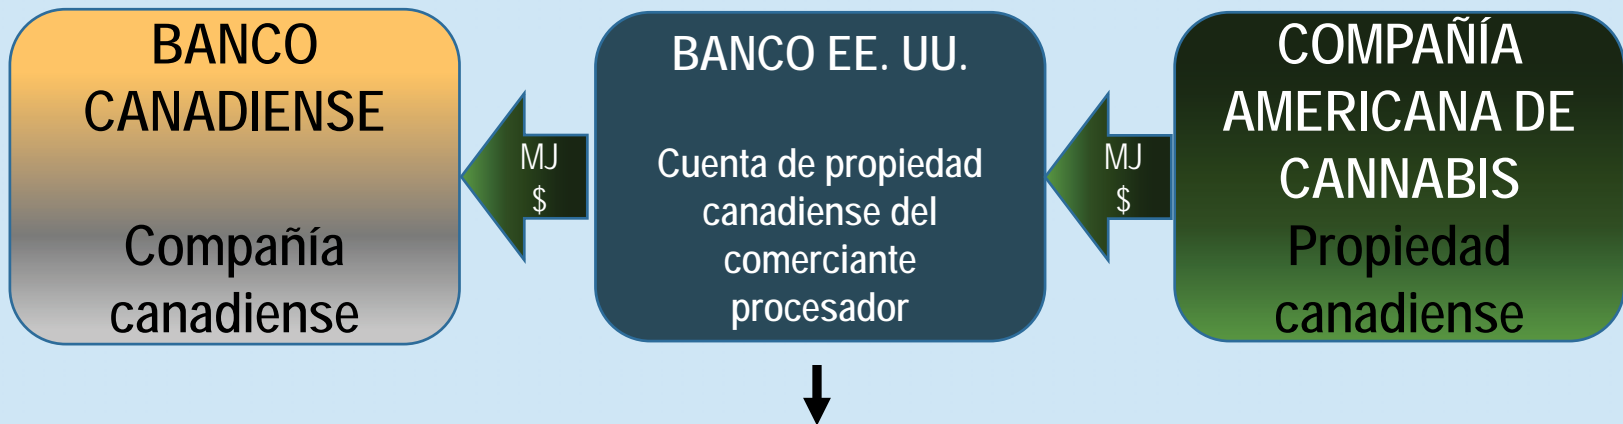 BANCO
CANADIENSE
Compañía
canadiense
MJ
$
BANCO EE. UU.
Cuenta de propiedad
canadiense del
comerciante
procesador
MJ
$
COMPAÑÍA
AMERICANA DE
CANNABIS
Propiedad
canadiense